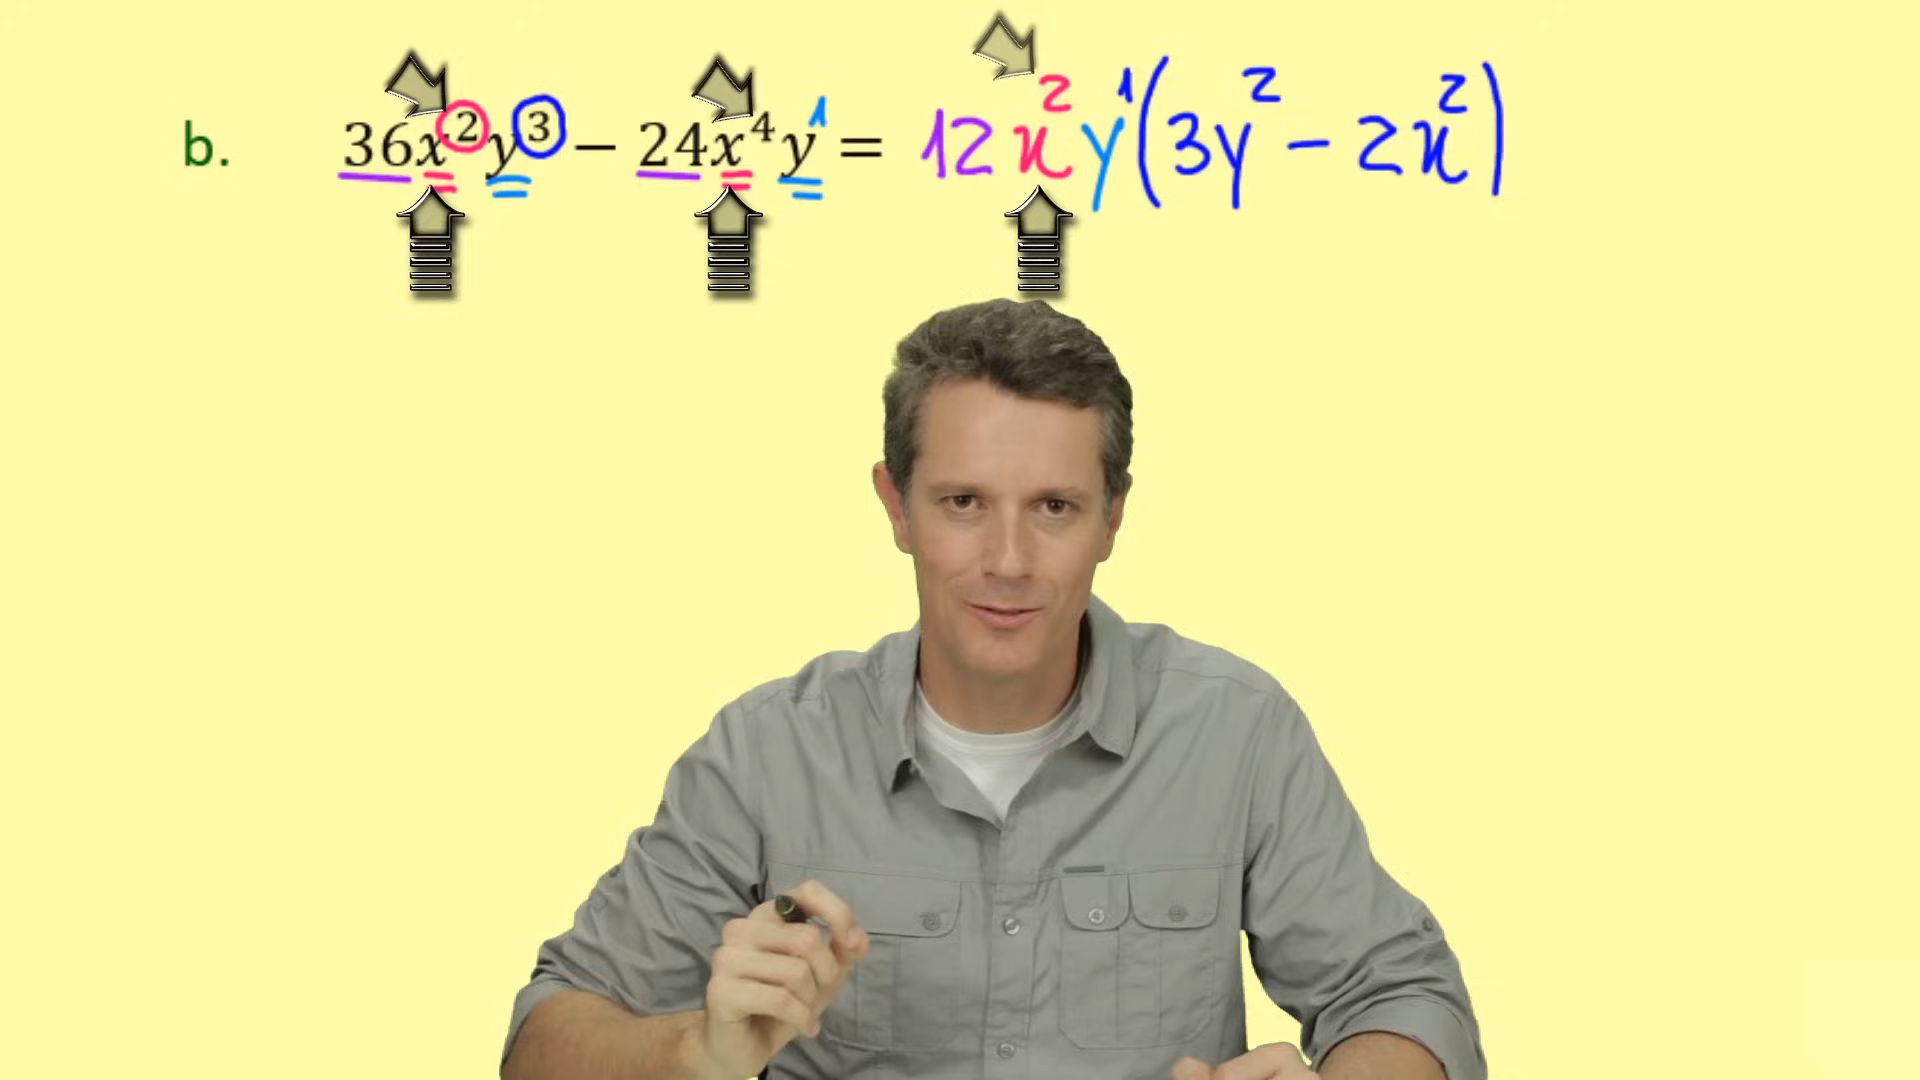 b. 36x²y³ − 24x⁴y¹ = 12x²y¹(3y² − 2x²)